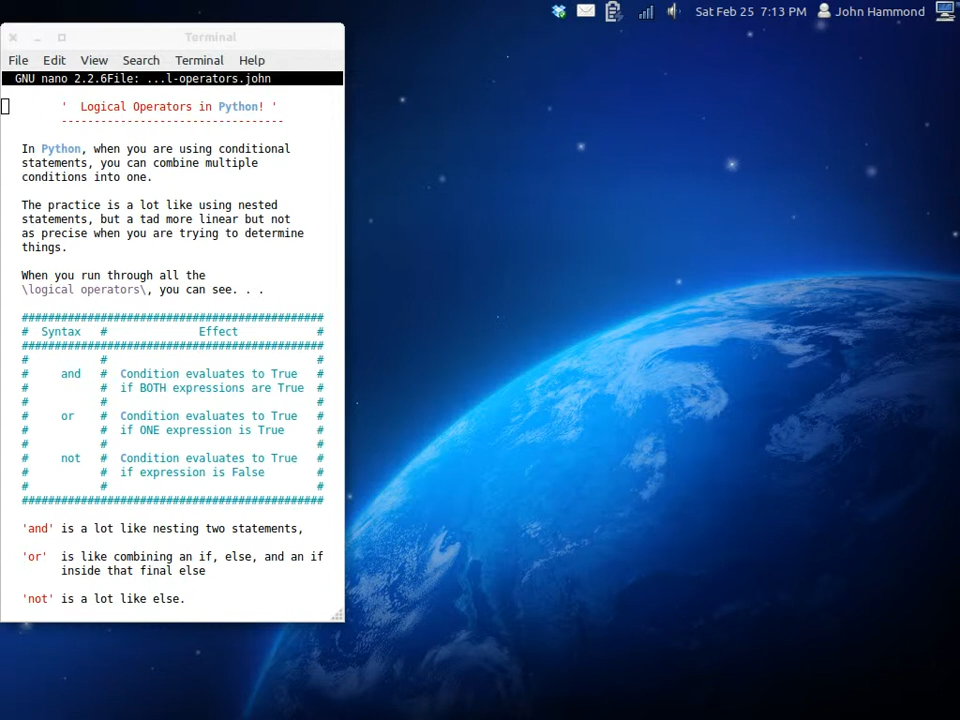 Sat Feb 25 7:13 PM John Hammond
Terminal
File Edit View Search Terminal Help
GNU nano 2.2.6File: ...l-operators.john
' Logical Operators in Python! '
----------------------------------
In Python, when you are using conditional
statements, you can combine multiple
conditions into one.
The practice is a lot like using nested
statements, but a tad more linear but not
as precise when you are trying to determine
things.
When you run through all the
\logical operators\, you can see. . .
##############################################
# Syntax # Effect #
##############################################
# # #
# and # Condition evaluates to True #
# # if BOTH expressions are True #
# # #
# or # Condition evaluates to True #
# # if ONE expression is True #
# # #
# not # Condition evaluates to True #
# # if expression is False #
# # #
##############################################
'and' is a lot like nesting two statements,
'or' is like combining an if, else, and an if
inside that final else
'not' is a lot like else.